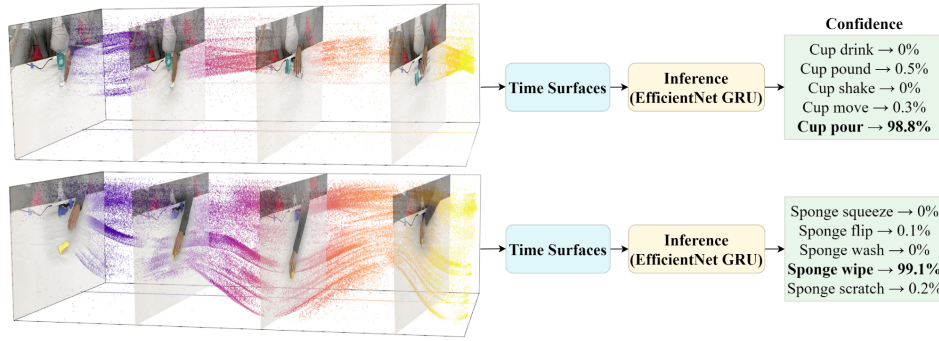 Confidence
Time Surfaces
Inference
(EfficientNet GRU)
Cup drink → 0%
Cup pound → 0.5%
Cup shake → 0%
Cup move → 0.3%
Cup pour → 98.8%
Time Surfaces
Inference
(EfficientNet GRU)
Sponge squeeze → 0%
Sponge flip → 0.1%
Sponge wash → 0%
Sponge wipe → 99.1%
Sponge scratch → 0.2%